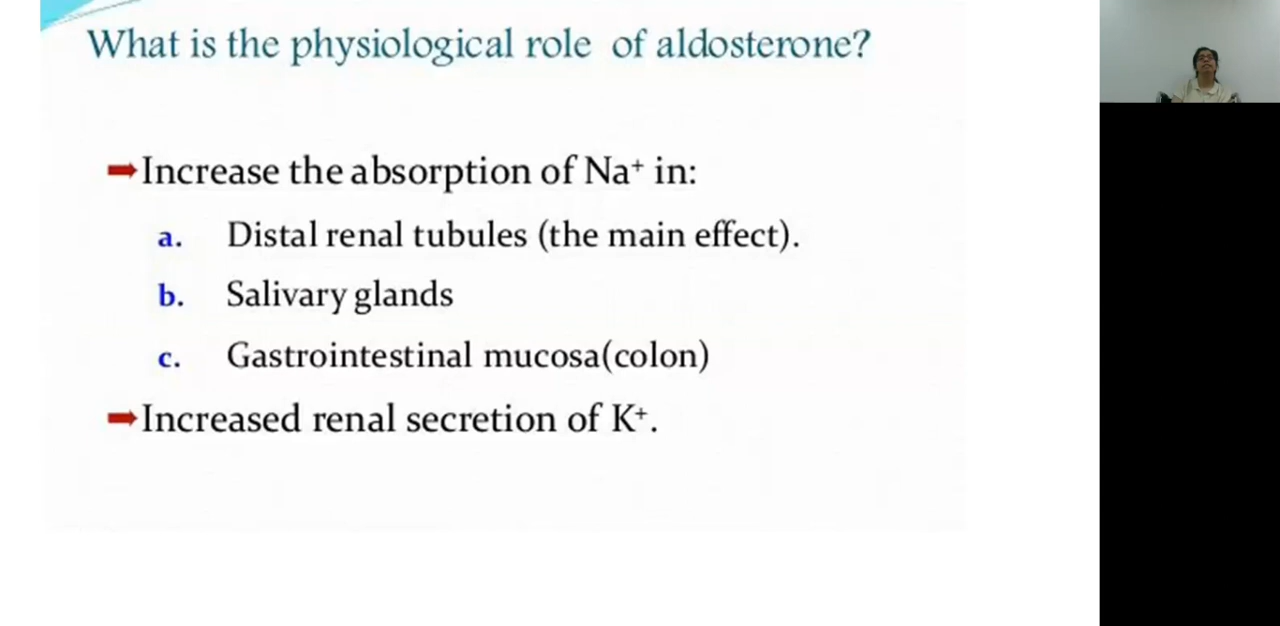 What is the physiological role of aldosterone?
➡Increase the absorption of Na⁺ in:
a. Distal renal tubules (the main effect).
b. Salivary glands
c. Gastrointestinal mucosa(colon)
➡Increased renal secretion of K⁺.